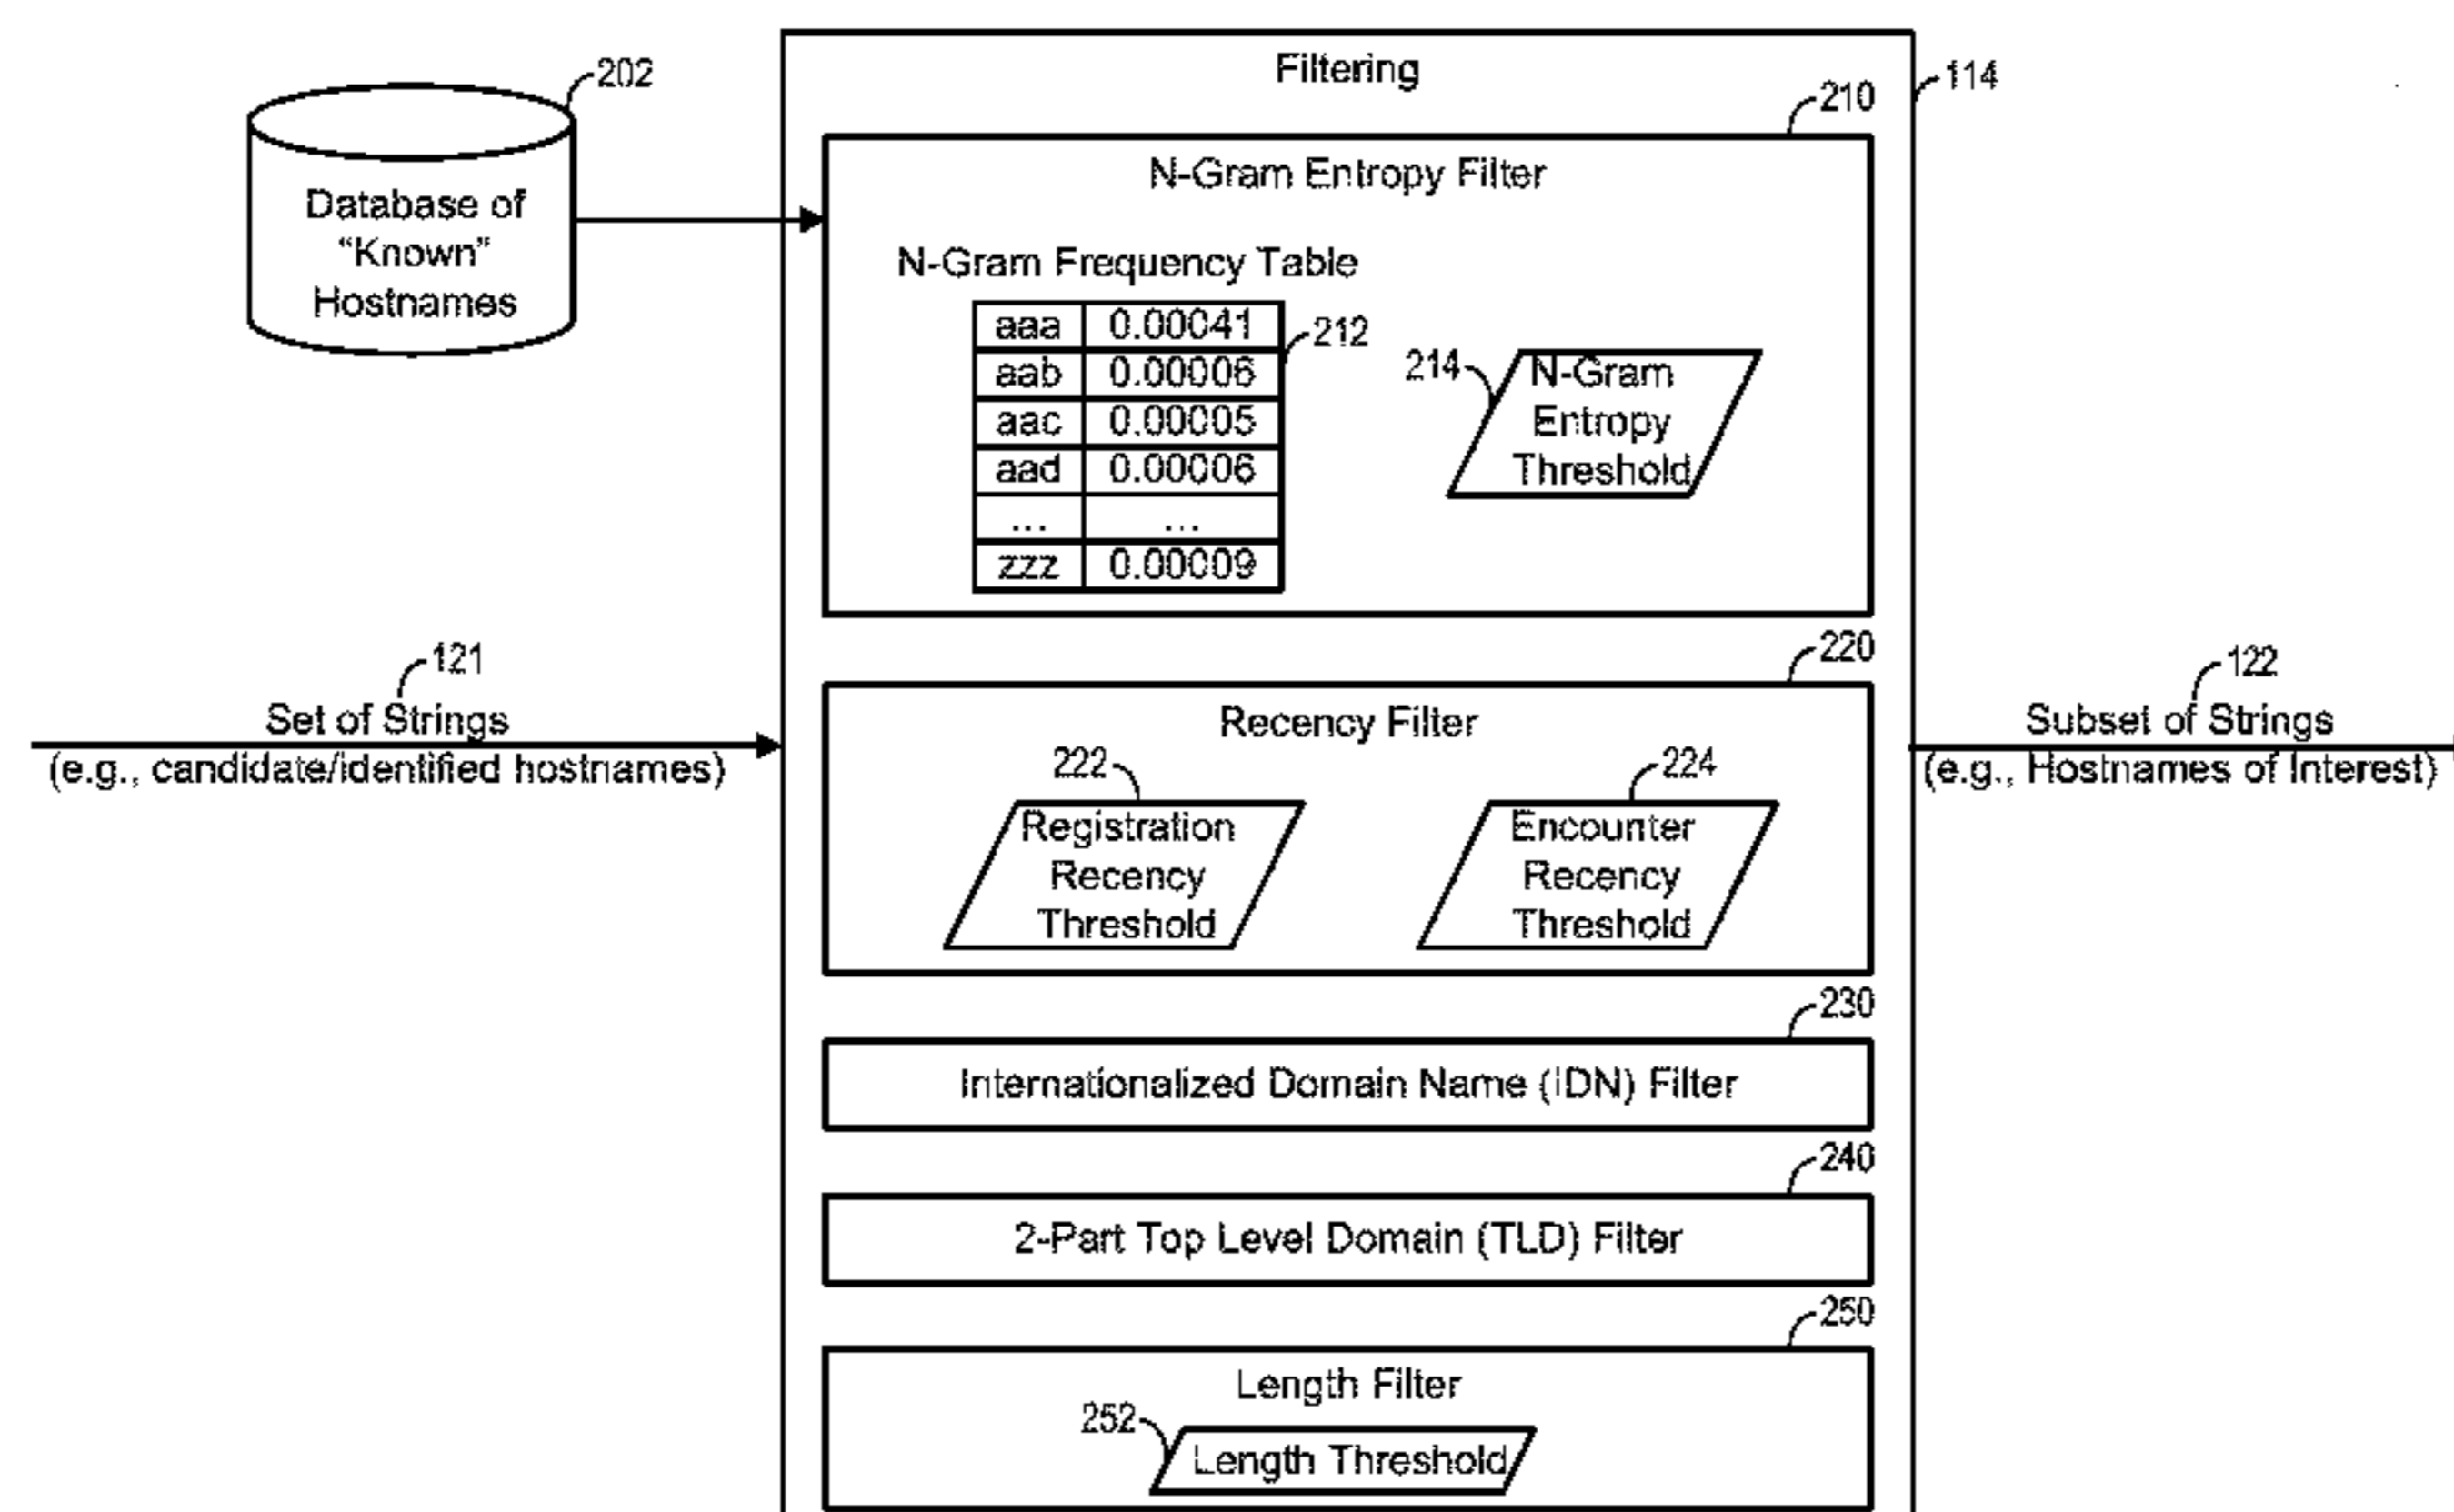 Filtering
114
202
Database of
“Known”
Hostnames
210
N-Gram Entropy Filter
N-Gram Frequency Table
212
aaa 0.00041
aab 0.00006
aac 0.00005
aad 0.00006
... ...
zzz 0.00009
214
N-Gram
Entropy
Threshold
121
Set of Strings
(e.g., candidate/identified hostnames)
220
Recency Filter
222
Registration
Recency
Threshold
224
Encounter
Recency
Threshold
122
Subset of Strings
(e.g., Hostnames of Interest)
230
Internationalized Domain Name (IDN) Filter
240
2-Part Top Level Domain (TLD) Filter
250
Length Filter
252
Length Threshold